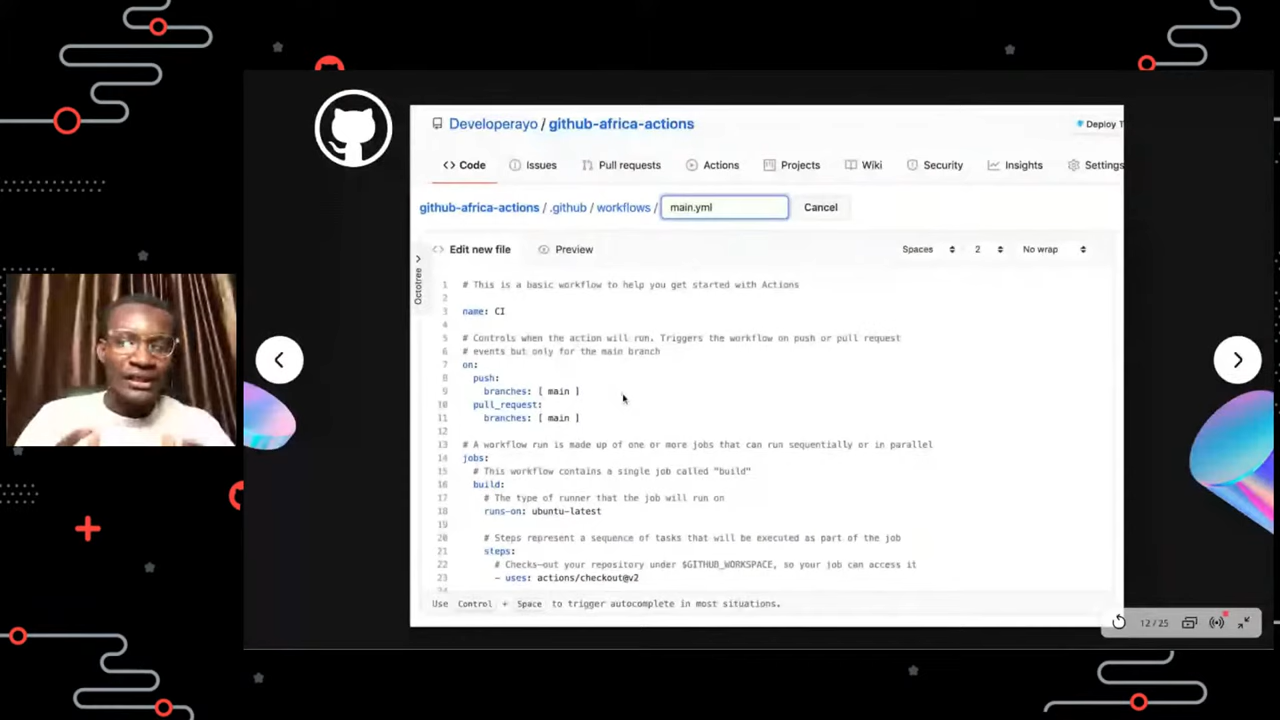 Developerayo / github-africa-actions
Deploy T
Code Issues Pull requests Actions Projects Wiki Security Insights Settings
github-africa-actions / .github / workflows / main.yml Cancel
Edit new file Preview Spaces 2 No wrap
Octotree
1 # This is a basic workflow to help you get started with Actions
2
3 name: CI
4
5 # Controls when the action will run. Triggers the workflow on push or pull request
6 # events but only for the main branch
7 on:
8 push:
9 branches: [ main ]
10 pull_request:
11 branches: [ main ]
12
13 # A workflow run is made up of one or more jobs that can run sequentially or in parallel
14 jobs:
15 # This workflow contains a single job called "build"
16 build:
17 # The type of runner that the job will run on
18 runs-on: ubuntu-latest
19
20 # Steps represent a sequence of tasks that will be executed as part of the job
21 steps:
22 # Checks-out your repository under $GITHUB_WORKSPACE, so your job can access it
23 - uses: actions/checkout@v2
Use Control + Space to trigger autocomplete in most situations.
12 / 25